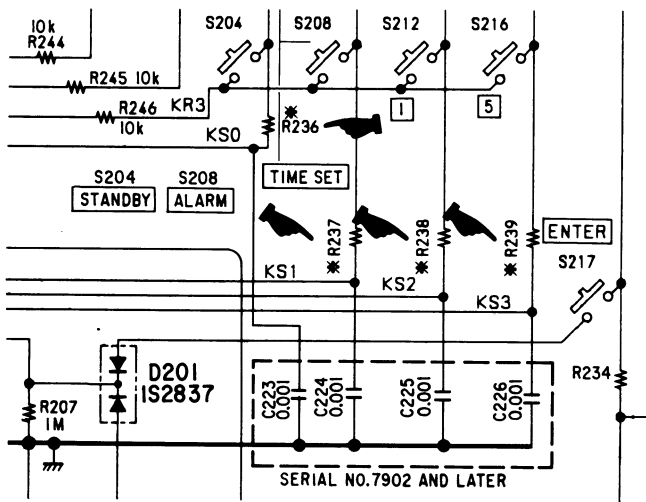 10k
R244
S204
S208
S212
S216
R245 10k
R246
10k
KR3
※
R236
1
5
KS0
S204
S208
TIME SET
STANDBY
ALARM
※ R237
※ R238
※ R239
ENTER
S217
KS1
KS2
KS3
D201
1S2837
C223
0.001
C224
0.001
C225
0.001
C226
0.001
R234
R207
1M
SERIAL NO.7902 AND LATER